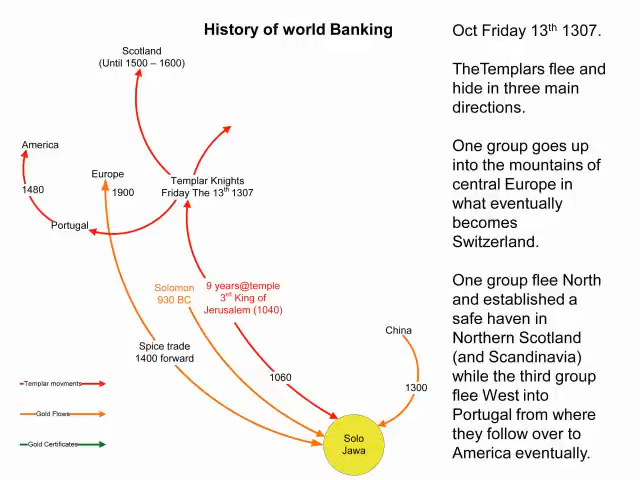 History of world Banking
Oct Friday 13th 1307.
TheTemplars flee and
hide in three main
directions.
One group goes up
into the mountains of
central Europe in
what eventually
becomes
Switzerland.
One group flee North
and established a
safe haven in
Northern Scotland
(and Scandinavia)
while the third group
flee West into
Portugal from where
they follow over to
America eventually.
Scotland
(Until 1500 – 1600)
America
1480
Portugal
Europe
1900
Templar Knights
Friday The 13th 1307
Solomon
930 BC
9 years@temple
3rd King of
Jerusalem (1040)
China
1300
Spice trade
1400 forward
1060
Solo
Jawa
Templar movments
Gold Flows
Gold Certificates